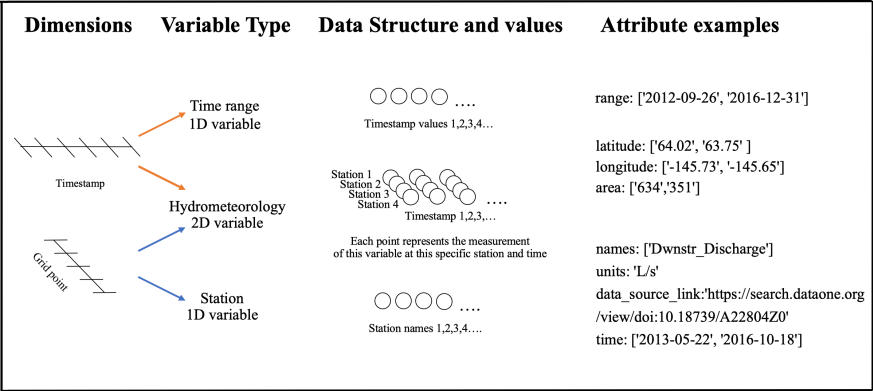 Dimensions
Variable Type
Data Structure and values
Attribute examples
Timestamp
Grid point
Time range
1D variable
Hydrometeorology
2D variable
Station
1D variable
....
Timestamp values 1,2,3,4…
Station 1
Station 2
Station 3
Station 4
....
Timestamp 1,2,3,…
Each point represents the measurement
of this variable at this specific station and time
....
Station names 1,2,3,4….
range: ['2012-09-26', '2016-12-31']
latitude: ['64.02', '63.75' ]
longitude: ['-145.73', '-145.65']
area: ['634','351']
names: ['Dwnstr_Discharge']
units: 'L/s'
data_source_link:'https://search.dataone.org
/view/doi:10.18739/A22804Z0'
time: ['2013-05-22', '2016-10-18']